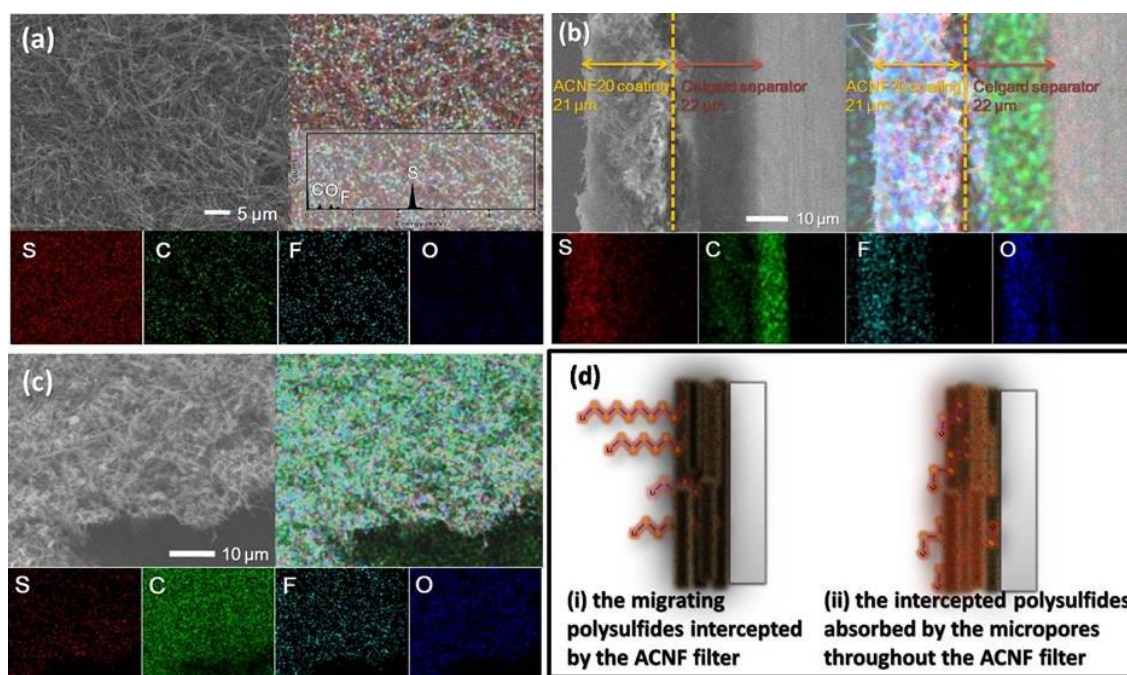 (a)
5 µm
C O F
S
Energy (keV)
S
C
F
O
(b)
ACNF20 coating
21 µm
Celgard separator
22 µm
10 µm
ACNF20 coating
21 µm
Celgard separator
22 µm
S
C
F
O
(c)
10 µm
S
C
F
O
(d)
(i) the migrating
polysulfides intercepted
by the ACNF filter
(ii) the intercepted polysulfides
absorbed by the micropores
throughout the ACNF filter